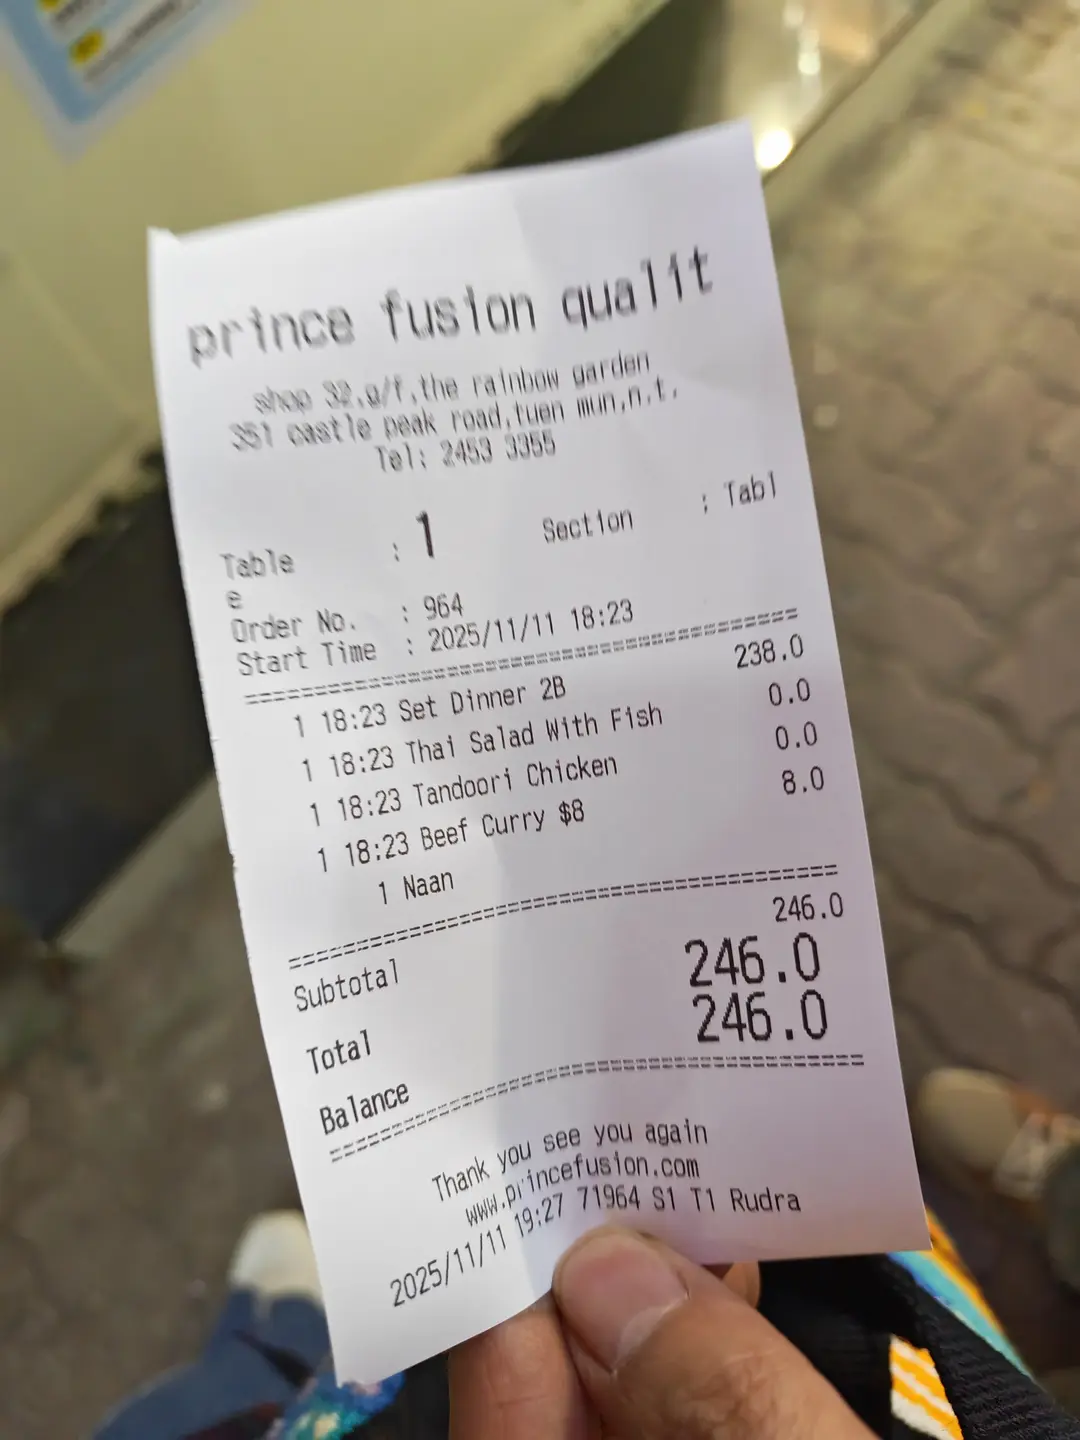 prince fusion qualit
shop 32,g/f,the rainbow garden
351 castle peak road,tuen mun,n.t.
Tel: 2453 3355
Table : 1 Section : Tabl
e
Order No. : 964
Start Time : 2025/11/11 18:23
================================================
1 18:23 Set Dinner 2B 238.0
1 18:23 Thai Salad With Fish 0.0
1 18:23 Tandoori Chicken 0.0
1 18:23 Beef Curry $8 8.0
1 Naan
================================================
Subtotal 246.0
Total 246.0
Balance 246.0
================================================
Thank you see you again
www.princefusion.com
2025/11/11 19:27 71964 S1 T1 Rudra